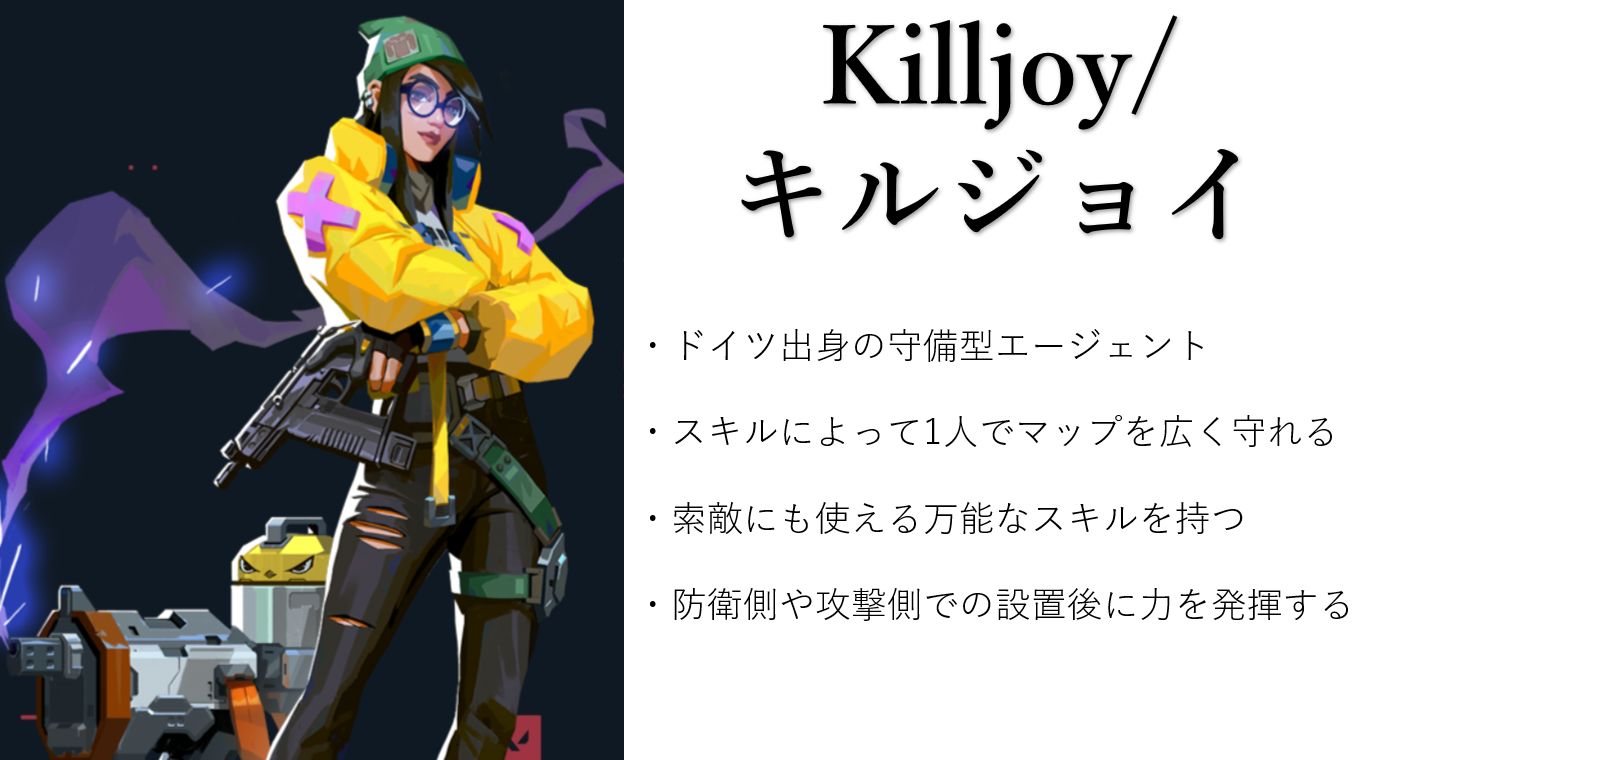 Killjoy/
キルジョイ
・ドイツ出身の守備型エージェント
・スキルによって1人でマップを広く守れる
・索敵にも使える万能なスキルを持つ
・防衛側や攻撃側での設置後に力を発揮する